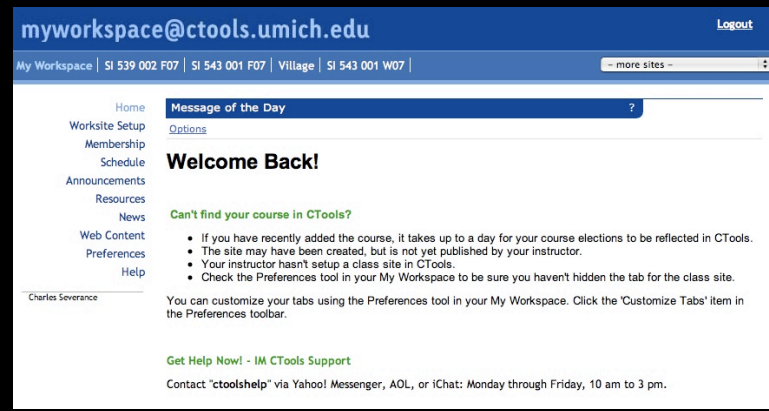 myworkspace@ctools.umich.edu
Logout
My Workspace | SI 539 002 F07 | SI 543 001 F07 | Village | SI 543 001 W07 |
- more sites -
Home
Worksite Setup
Membership
Schedule
Announcements
Resources
News
Web Content
Preferences
Help
Charles Severance
Message of the Day
?
Options
Welcome Back!
Can't find your course in CTools?
• If you have recently added the course, it takes up to a day for your course elections to be reflected in CTools.
• The site may have been created, but is not yet published by your instructor.
• Your instructor hasn't setup a class site in CTools.
• Check the Preferences tool in your My Workspace to be sure you haven't hidden the tab for the class site.
You can customize your tabs using the Preferences tool in your My Workspace. Click the 'Customize Tabs' item in
the Preferences toolbar.
Get Help Now! - IM CTools Support
Contact "ctoolshelp" via Yahoo! Messenger, AOL, or iChat: Monday through Friday, 10 am to 3 pm.